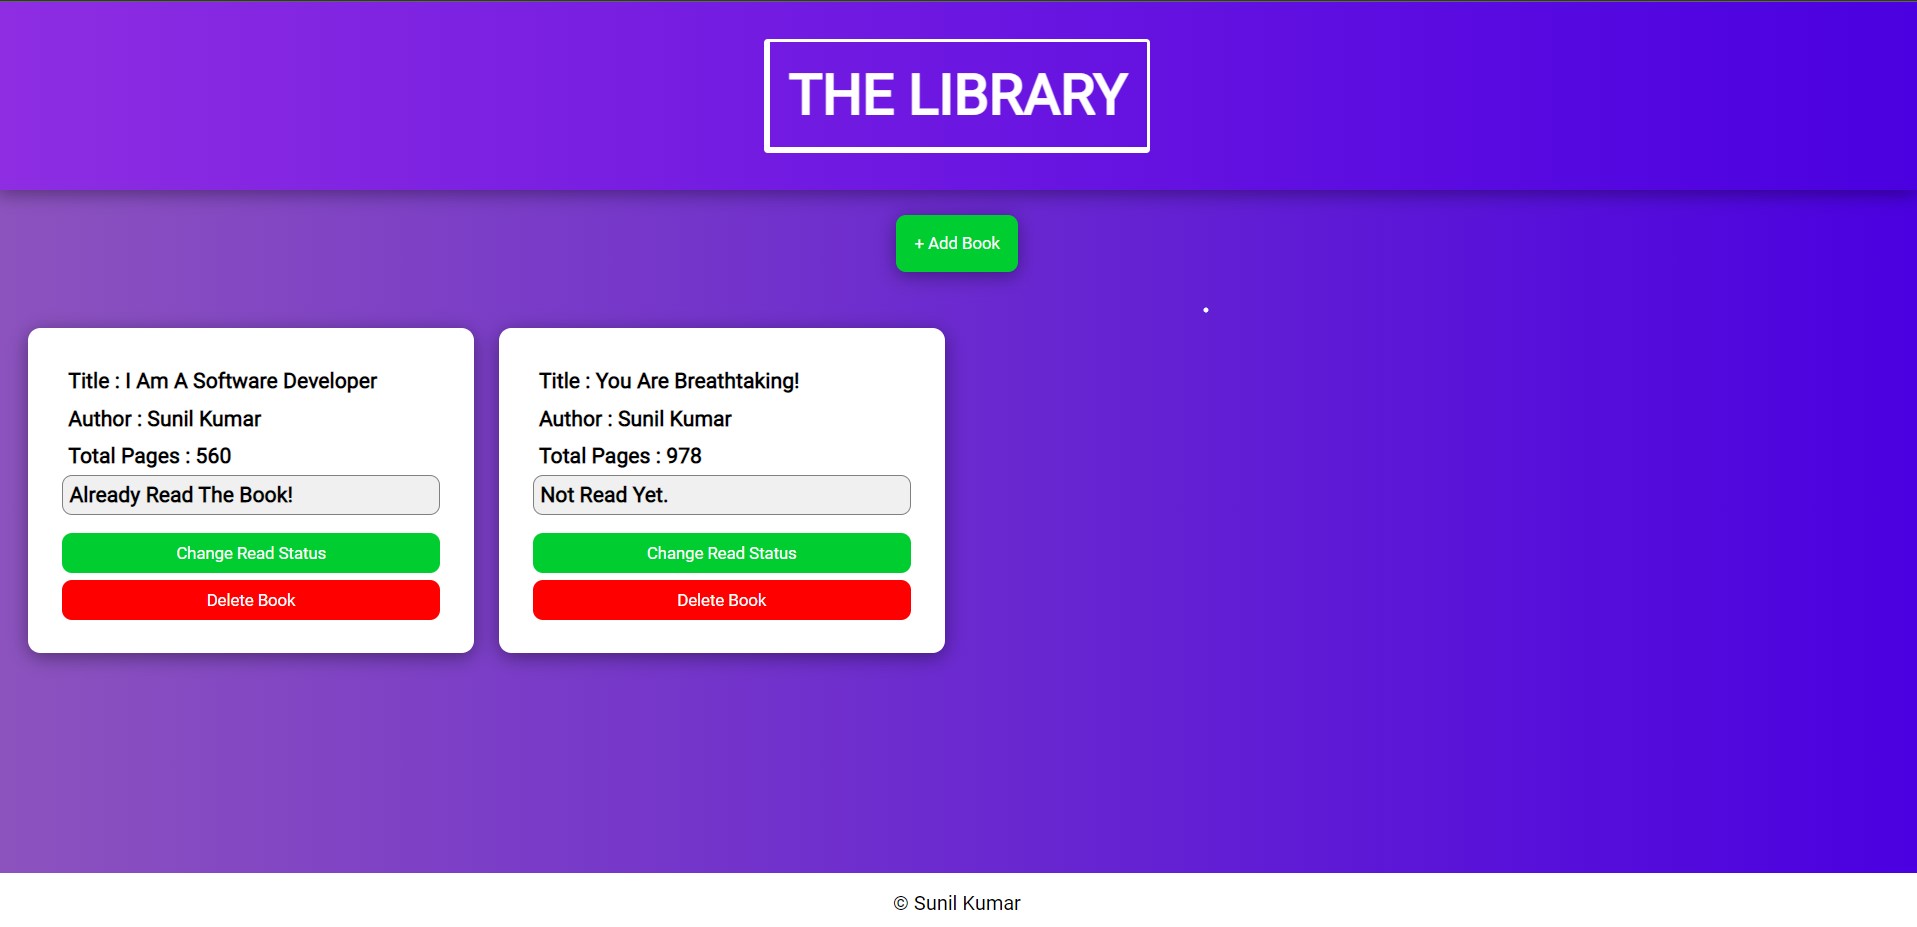 THE LIBRARY
+ Add Book
Title : I Am A Software Developer
Author : Sunil Kumar
Total Pages : 560
Already Read The Book!
Change Read Status
Delete Book
Title : You Are Breathtaking!
Author : Sunil Kumar
Total Pages : 978
Not Read Yet.
Change Read Status
Delete Book
© Sunil Kumar